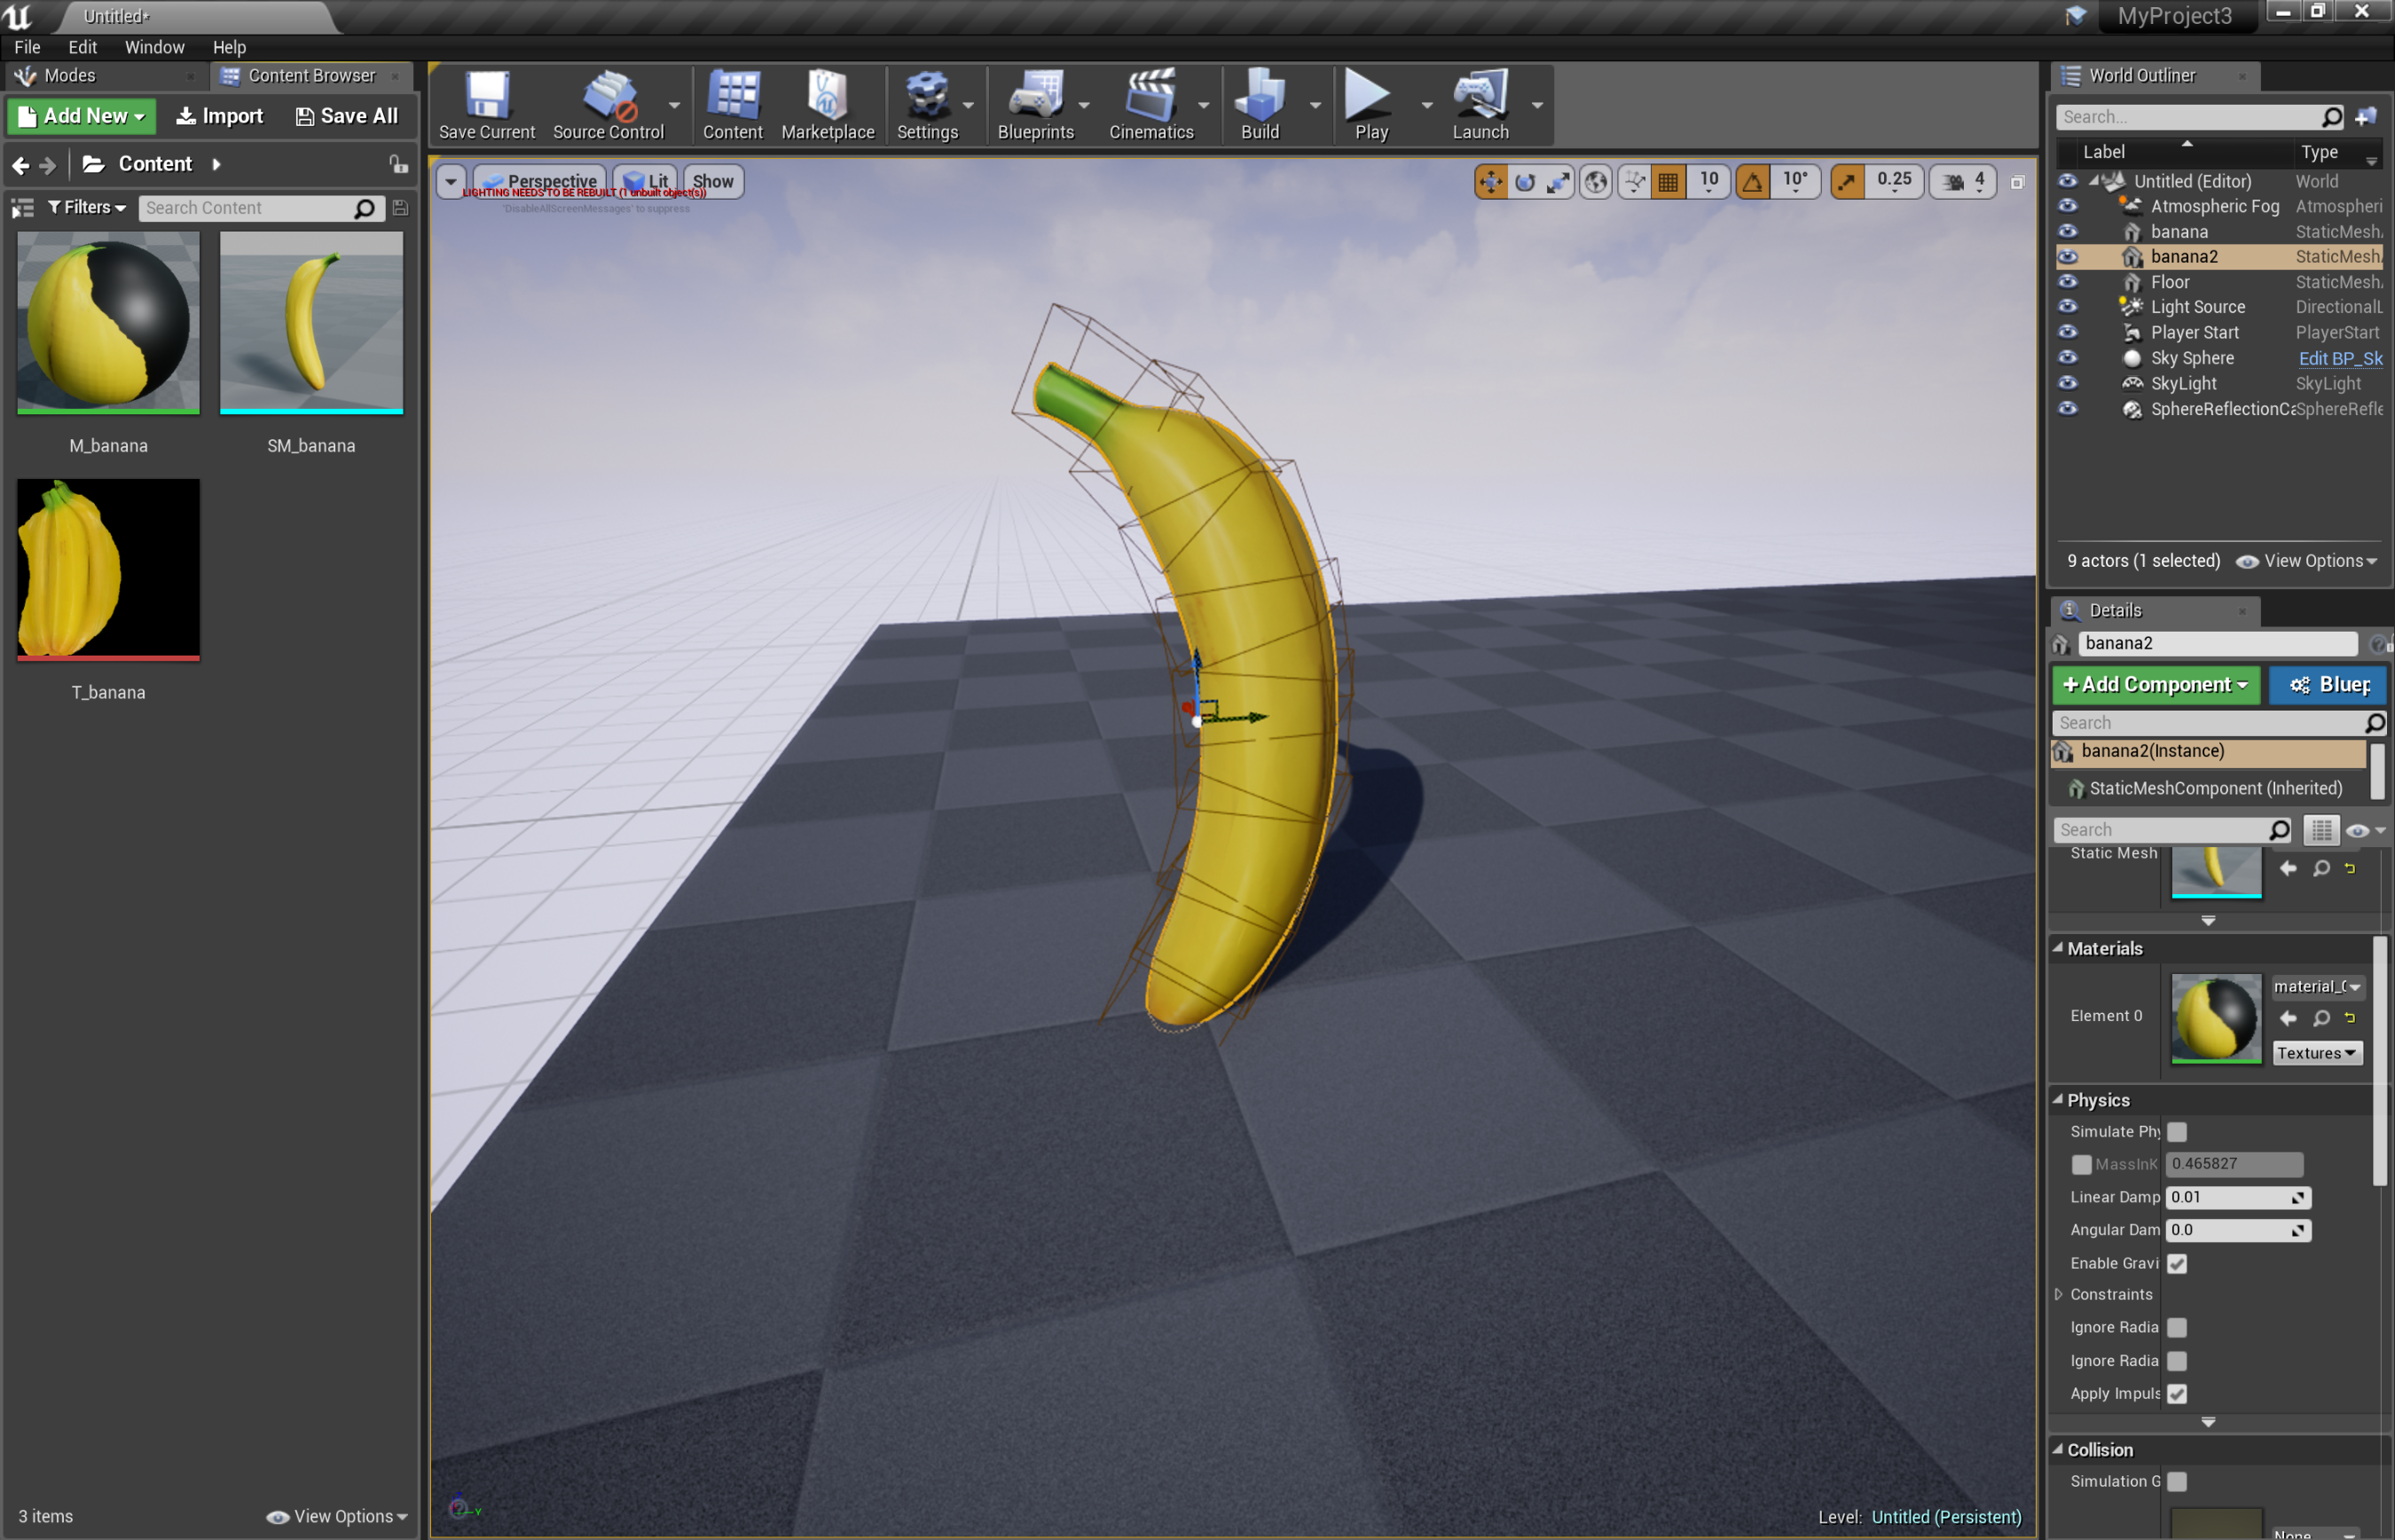 Untitled*
MyProject3
File Edit Window Help
Modes
Content Browser
Add New
Import
Save All
Content
Filters
Search Content
M_banana
SM_banana
T_banana
3 items
View Options
Save Current
Source Control
Content
Marketplace
Settings
Blueprints
Cinematics
Build
Play
Launch
Perspective
Lit
Show
LIGHTING NEEDS TO BE REBUILT (1 unbuilt object(s))
'DisableAllScreenMessages' to suppress
10
10°
0.25
4
Level: Untitled (Persistent)
World Outliner
Search...
Label Type
Untitled (Editor) World
Atmospheric Fog Atmospheri
banana StaticMesh
banana2 StaticMesh
Floor StaticMesh
Light Source DirectionalL
Player Start PlayerStart
Sky Sphere Edit BP_Sk
SkyLight SkyLight
SphereReflectionCa SphereRefle
9 actors (1 selected) View Options
Details
banana2
+Add Component
Bluep
Search
banana2(Instance)
StaticMeshComponent (Inherited)
Search
Static Mesh
Materials
Element 0
material_0
Textures
Physics
Simulate Phy
MassInK 0.465827
Linear Damp 0.01
Angular Dam 0.0
Enable Gravi
Constraints
Ignore Radia
Ignore Radia
Apply Impuls
Collision
Simulation G
None
Y